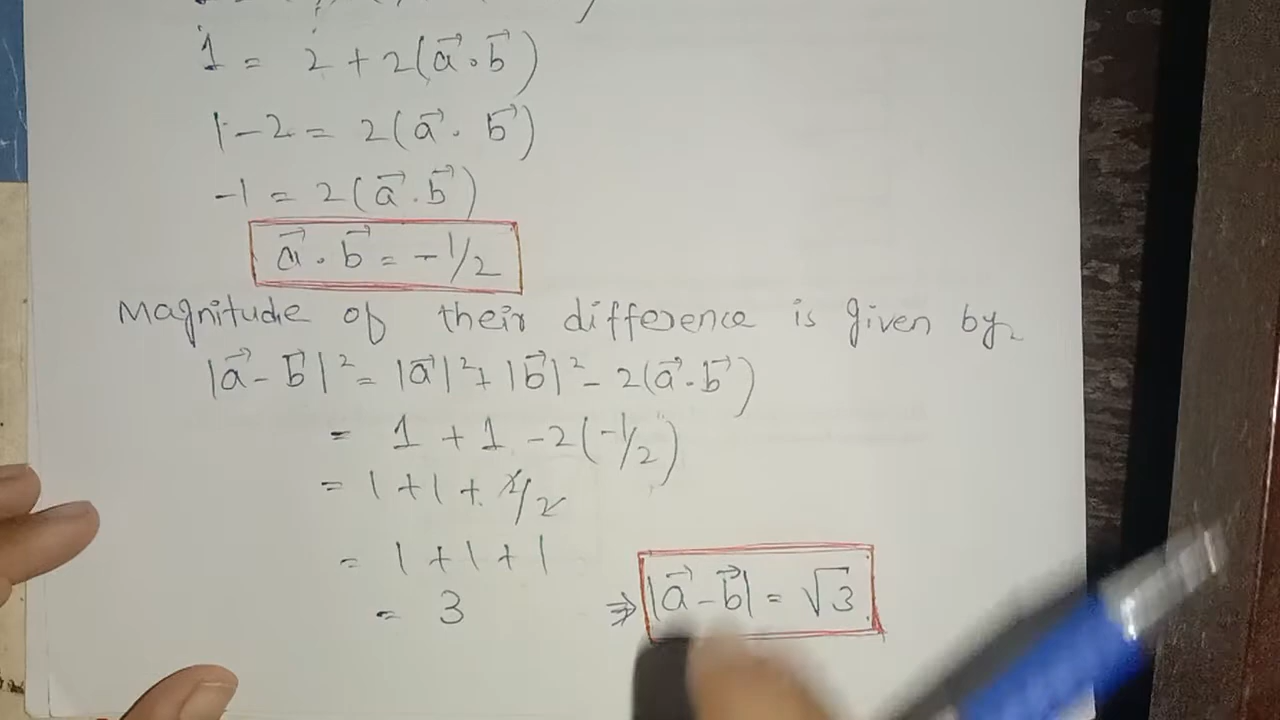 1 = 2 + 2(a⃗ . b⃗)
1 - 2 = 2(a⃗ . b⃗)
-1 = 2(a⃗ . b⃗)
a⃗ . b⃗ = -1/2
Magnitude of their difference is given by,
|a⃗ - b⃗|² = |a⃗|² + |b⃗|² - 2(a⃗ . b⃗)
= 1 + 1 - 2(-1/2)
= 1 + 1 + 2/2
= 1 + 1 + 1
= 3 ⇒ |a⃗ - b⃗| = √3